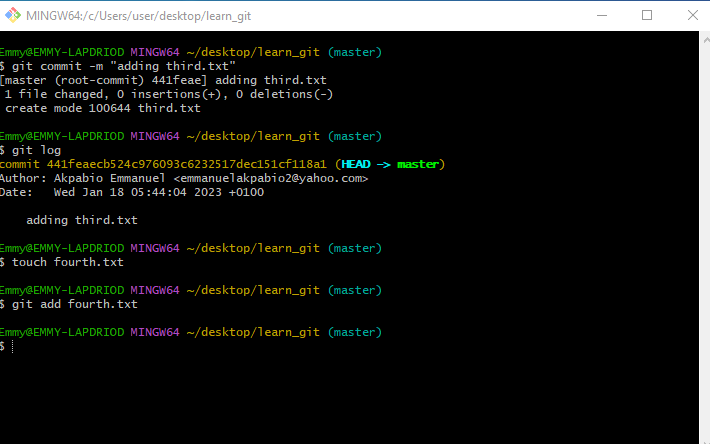 MINGW64:/c/Users/user/desktop/learn_git
Emmy@EMMY-LAPDRIOD MINGW64 ~/desktop/learn_git (master)
$ git commit -m "adding third.txt"
[master (root-commit) 441feae] adding third.txt
 1 file changed, 0 insertions(+), 0 deletions(-)
 create mode 100644 third.txt
Emmy@EMMY-LAPDRIOD MINGW64 ~/desktop/learn_git (master)
$ git log
commit 441feaecb524c976093c6232517dec151cf118a1 (HEAD -> master)
Author: Akpabio Emmanuel <emmanuelakpabio2@yahoo.com>
Date:   Wed Jan 18 05:44:04 2023 +0100
    adding third.txt
Emmy@EMMY-LAPDRIOD MINGW64 ~/desktop/learn_git (master)
$ touch fourth.txt
Emmy@EMMY-LAPDRIOD MINGW64 ~/desktop/learn_git (master)
$ git add fourth.txt
Emmy@EMMY-LAPDRIOD MINGW64 ~/desktop/learn_git (master)
$